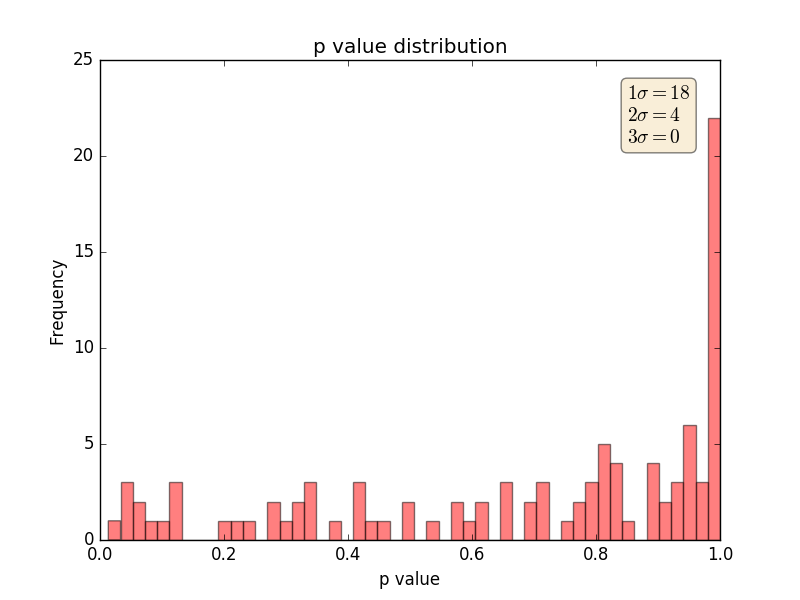 p value distribution
25
20
15
10
5
0
Frequency
1σ = 18
2σ = 4
3σ = 0
0.0 0.2 0.4 0.6 0.8 1.0
p value